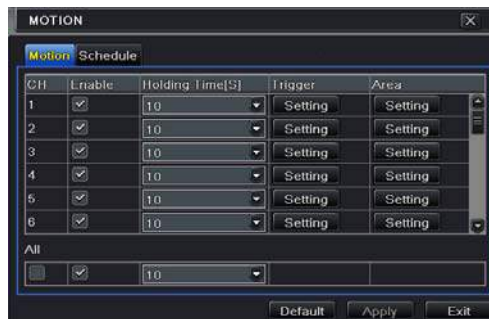 MOTION
Motion Schedule
CH Enable Holding Time[S] Trigger Area
1 10 Setting Setting
2 10 Setting Setting
3 10 Setting Setting
4 10 Setting Setting
5 10 Setting Setting
6 10 Setting Setting
All
10
Default Apply Exit